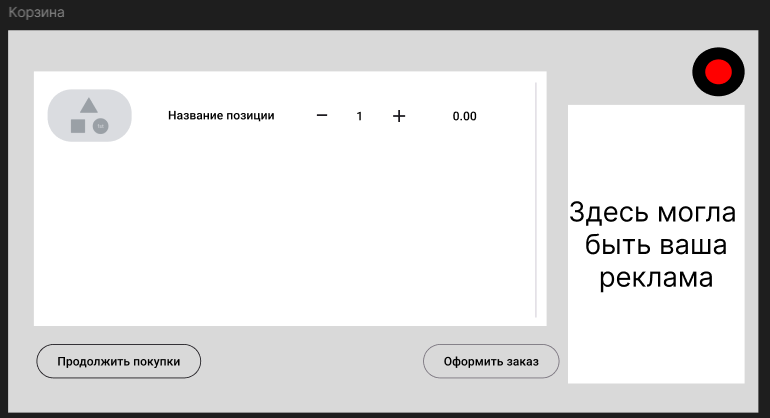 Корзина
Название позиции
1
0.00
Здесь могла
быть ваша
реклама
Продолжить покупки
Оформить заказ